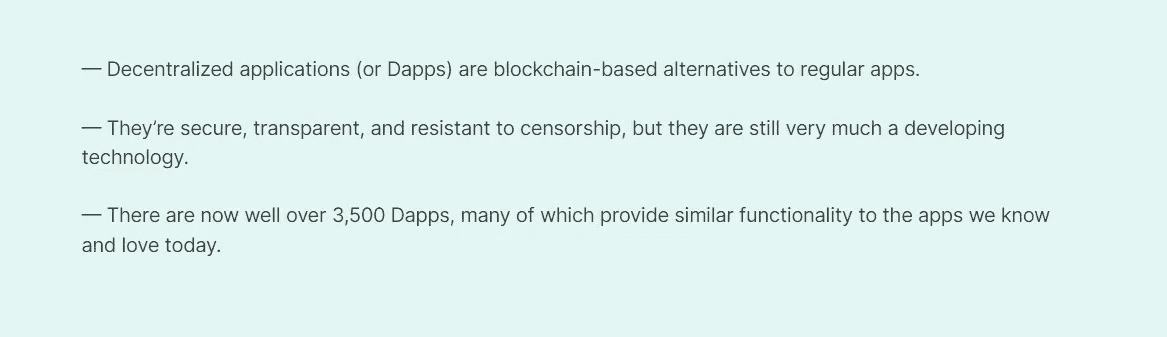 — Decentralized applications (or Dapps) are blockchain-based alternatives to regular apps.
— They’re secure, transparent, and resistant to censorship, but they are still very much a developing
technology.
— There are now well over 3,500 Dapps, many of which provide similar functionality to the apps we know
and love today.